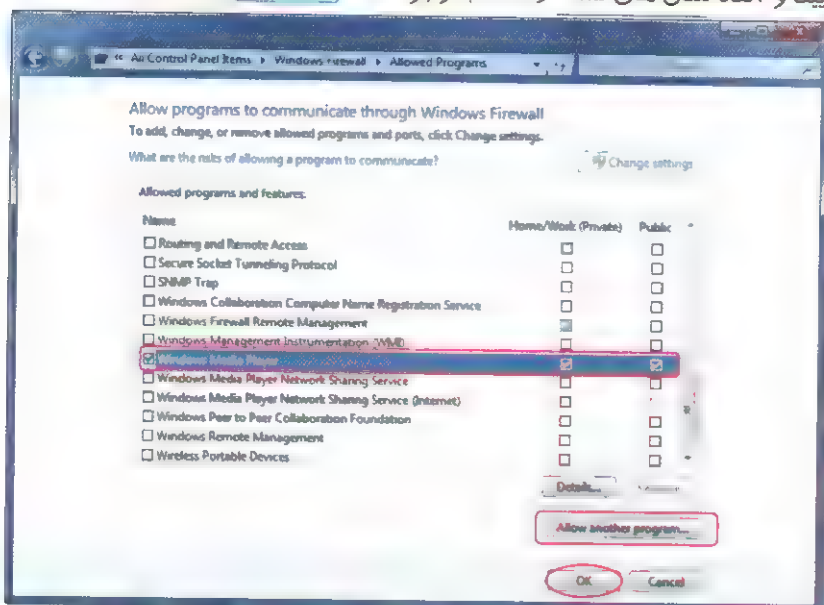 All Control Panel Items ▸ Windows Firewall ▸ Allowed Programs
Allow programs to communicate through Windows Firewall
To add, change, or remove allowed programs and ports, click Change settings.
What are the risks of allowing a program to communicate?
Change settings
Allowed programs and features:
Name Home/Work (Private) Public
Routing and Remote Access
Secure Socket Tunneling Protocol
SNMP Trap
Windows Collaboration Computer Name Registration Service
Windows Firewall Remote Management
Windows Management Instrumentation (WMI)
Windows Media Player
Windows Media Player Network Sharing Service
Windows Media Player Network Sharing Service (Internet)
Windows Peer to Peer Collaboration Foundation
Windows Remote Management
Wireless Portable Devices
Details...
Allow another program...
OK Cancel